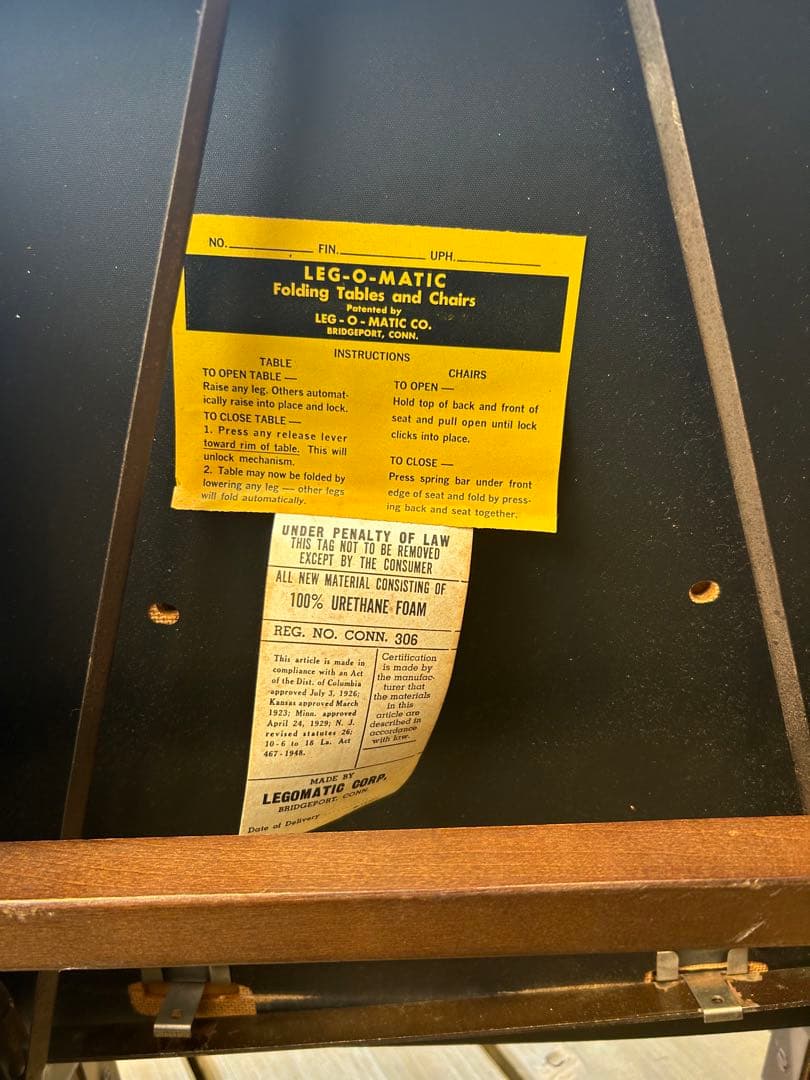 NO. FIN. UPH.
LEG-O-MATIC
Folding Tables and Chairs
Patented by
LEG-O-MATIC CO.
BRIDGEPORT, CONN.
INSTRUCTIONS
TABLE
TO OPEN TABLE —
Raise any leg. Others automat-
ically raise into place and lock.
TO CLOSE TABLE —
1. Press any release lever
toward rim of table. This will
unlock mechanism.
2. Table may now be folded by
lowering any leg — other legs
will fold automatically.
CHAIRS
TO OPEN —
Hold top of back and front of
seat and pull open until lock
clicks into place.
TO CLOSE —
Press spring bar under front
edge of seat and fold by press-
ing back and seat together.
UNDER PENALTY OF LAW
THIS TAG NOT TO BE REMOVED
EXCEPT BY THE CONSUMER
ALL NEW MATERIAL CONSISTING OF
100% URETHANE FOAM
REG. NO. CONN. 306
This article is made in
compliance with an Act
of the Dist. of Columbia
approved July 3, 1926;
Kansas approved March
1923; Minn. approved
April 24, 1929; N. J.
revised statutes 26;
10-6 to 18 La. Act
467-1948.
Certification
is made by
the manufac-
turer that
the materials
in this
article are
described in
accordance
with law.
MADE BY
LEGOMATIC CORP.
BRIDGEPORT, CONN.
Date of Delivery